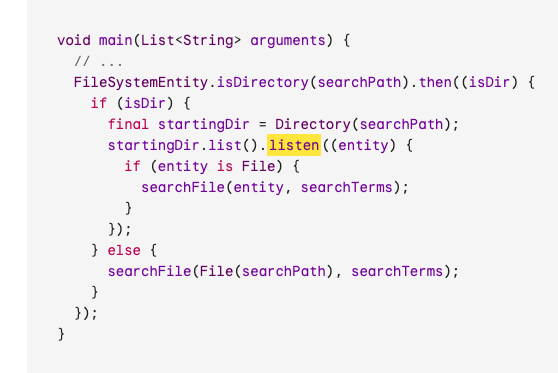 void main(List<String> arguments) {
  // ...
  FileSystemEntity.isDirectory(searchPath).then((isDir) {
    if (isDir) {
      final startingDir = Directory(searchPath);
      startingDir.list().listen((entity) {
        if (entity is File) {
          searchFile(entity, searchTerms);
        }
      });
    } else {
      searchFile(File(searchPath), searchTerms);
    }
  });
}